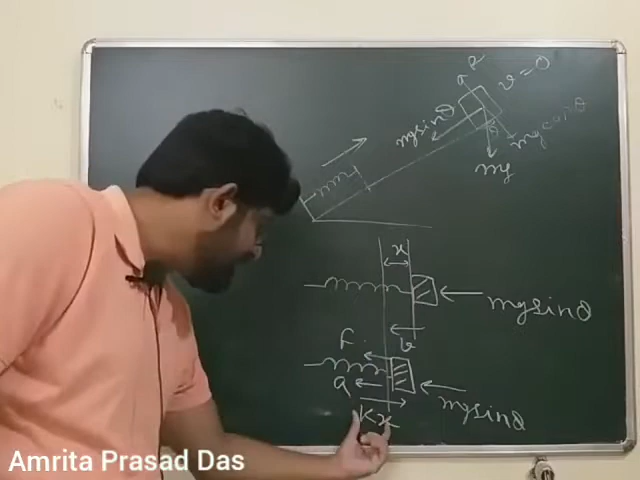 R
v = 0
mg sinθ
mg cosθ
θ
mg
x
mg sinθ
v
F
a
mg sinθ
Kx
Amrita Prasad Das